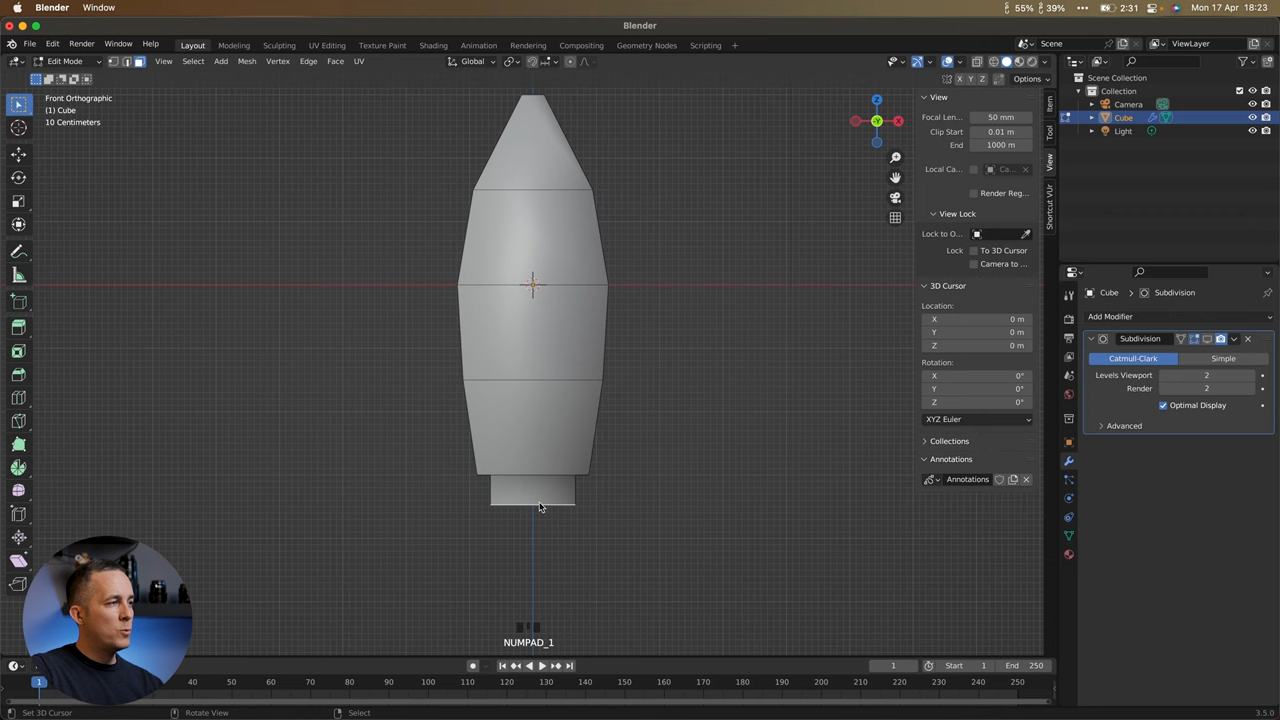 Blender Window 55% 39% ••• 2:31 Mon 17 Apr 18:23
Blender
File Edit Render Window Help Layout Modeling Sculpting UV Editing Texture Paint Shading Animation Rendering Compositing Geometry Nodes Scripting + Scene ViewLayer
Edit Mode View Select Add Mesh Vertex Edge Face UV Global
X Y Z Options
Front Orthographic
(1) Cube
10 Centimeters
Z
X
-Y
View
Focal Len... 50 mm
Clip Start 0.01 m
End 1000 m
Local Ca... Ca...
Render Reg...
View Lock
Lock to O...
Lock To 3D Cursor
Camera to ...
3D Cursor
Location:
X 0 m
Y 0 m
Z 0 m
Rotation:
X 0°
Y 0°
Z 0°
XYZ Euler
Collections
Annotations
Annotations
Item
Tool
View
Shortcut VUr
Scene Collection
Collection
Camera
Cube
Light
Cube > Subdivision
Add Modifier
Subdivision
Catmull-Clark Simple
Levels Viewport 2
Render 2
Optimal Display
Advanced
NUMPAD_1
1 Start 1 End 250
1 40 50 60 70 80 90 100 110 120 130 140 150 160 170 180 190 200 210 220 230 240 250
Set 3D Cursor Rotate View Select 3.5.0